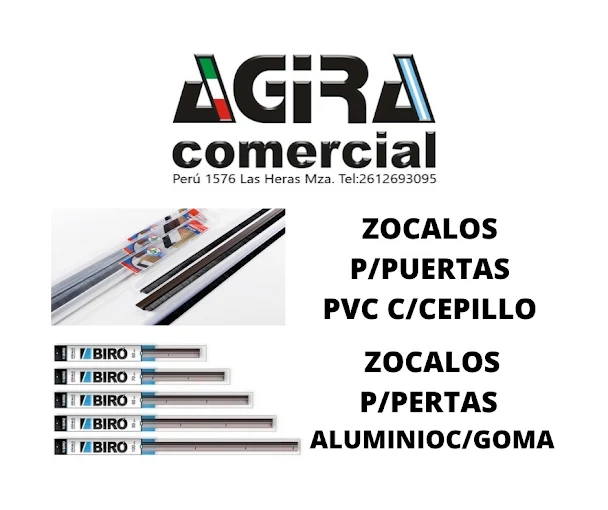 AGIRA
comercial
Perú 1576 Las Heras Mza. Tel:2612693095
ZOCALOS
P/PUERTAS
PVC C/CEPILLO
BIRO
BIRO
BIRO
BIRO
BIRO
ZOCALOS
P/PERTAS
ALUMINIOC/GOMA